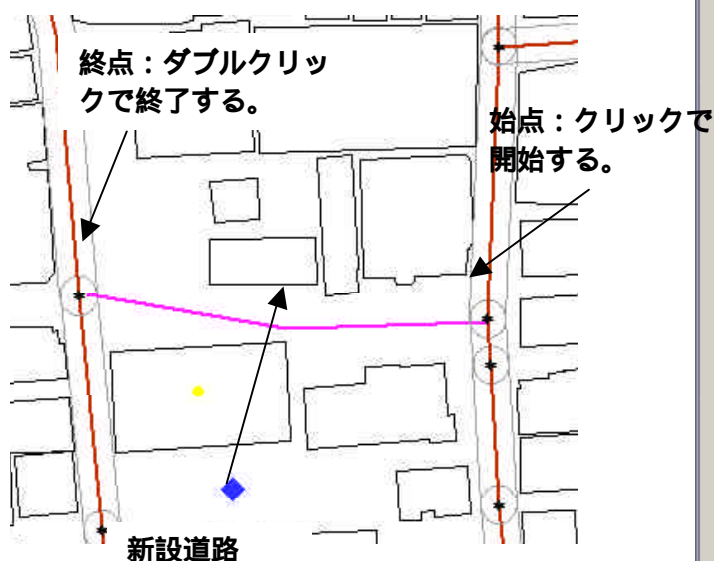 終点：ダブルクリッ
クで終了する。
始点：クリックで
開始する。
新設道路